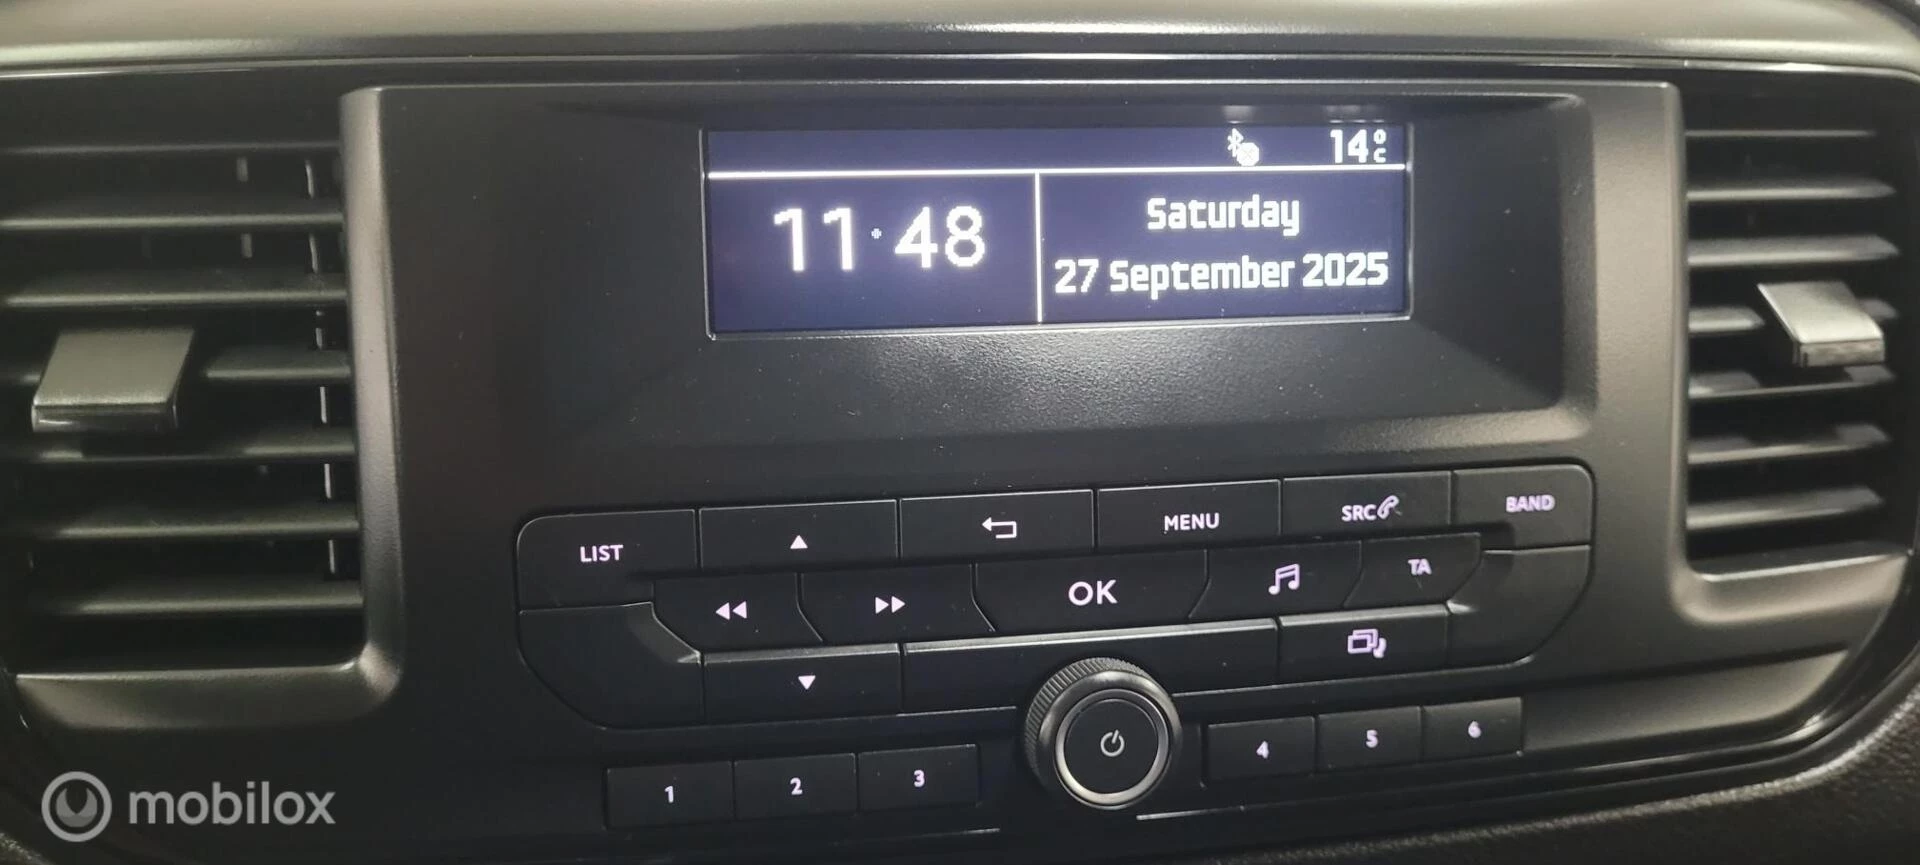 14°C
11:48
Saturday
27 September 2025
LIST
MENU
SRC
BAND
OK
TA
1
2
3
4
5
6
mobilox